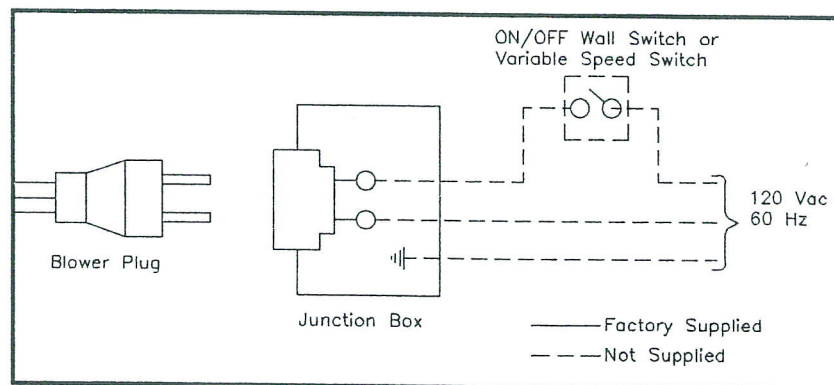 ON/OFF Wall Switch or
Variable Speed Switch
120 Vac
60 Hz
Blower Plug
Junction Box
Factory Supplied
Not Supplied